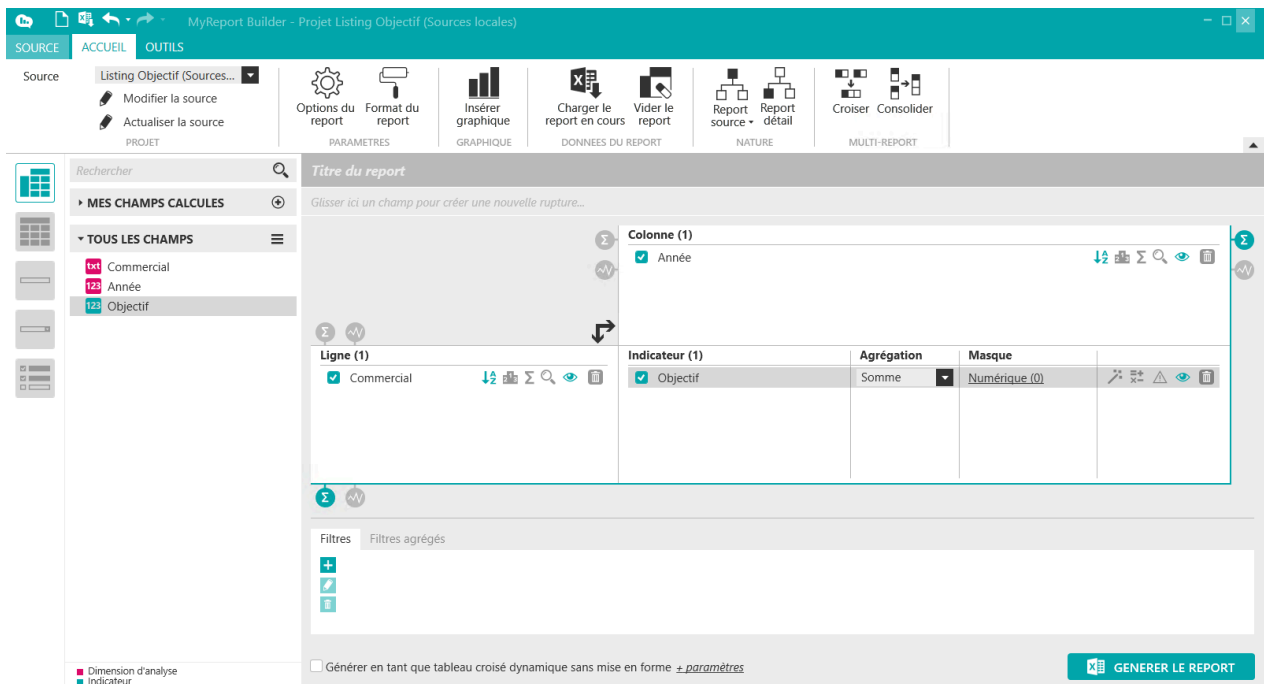 MyReport Builder - Projet Listing Objectif (Sources locales)
SOURCE ACCUEIL OUTILS
Source Listing Objectif (Sources...
Modifier la source
Actualiser la source
PROJET
Options du report
Format du report
PARAMETRES
Insérer graphique
GRAPHIQUE
Charger le report en cours
Vider le report
DONNEES DU REPORT
Report source
Report détail
NATURE
Croiser Consolider
MULTI-REPORT
Rechercher
MES CHAMPS CALCULES
TOUS LES CHAMPS
txt Commercial
123 Année
123 Objectif
Dimension d'analyse
Indicateur
Titre du report
Glisser ici un champ pour créer une nouvelle rupture...
Colonne (1)
Année
Ligne (1)
Commercial
Indicateur (1) Agrégation Masque
Objectif Somme Numérique (0)
Filtres Filtres agrégés
Générer en tant que tableau croisé dynamique sans mise en forme + paramètres
GENERER LE REPORT